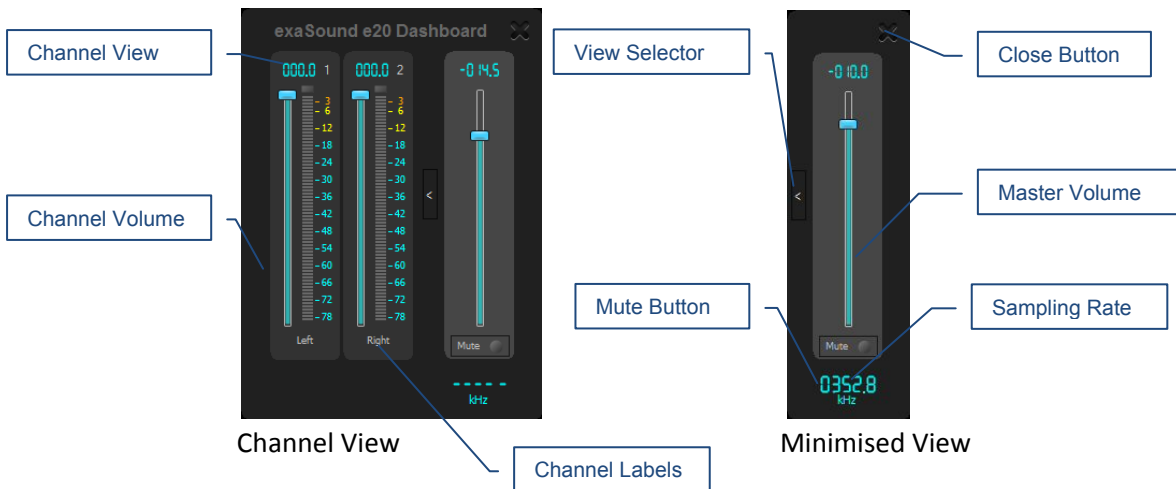 exaSound e20 Dashboard
Channel View
Channel Volume
000.0 1
000.0 2
-014.5
- 3
- 6
- 12
- 18
- 24
- 30
- 36
- 42
- 48
- 54
- 60
- 66
- 72
- 78
Left
- 3
- 6
- 12
- 18
- 24
- 30
- 36
- 42
- 48
- 54
- 60
- 66
- 72
- 78
Right
<
Mute
- - - - -
kHz
Channel View
Channel Labels
View Selector
Close Button
-010.0
<
Master Volume
Mute Button
Sampling Rate
Mute
0352.8
kHz
Minimised View